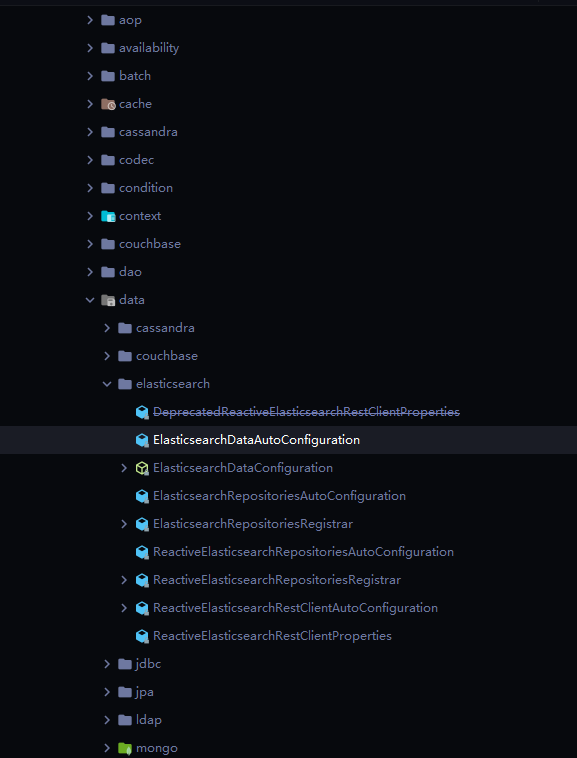 aop
availability
batch
cache
cassandra
codec
condition
context
couchbase
dao
data
cassandra
couchbase
elasticsearch
DeprecatedReactiveElasticsearchRestClientProperties
ElasticsearchDataAutoConfiguration
ElasticsearchDataConfiguration
ElasticsearchRepositoriesAutoConfiguration
ElasticsearchRepositoriesRegistrar
ReactiveElasticsearchRepositoriesAutoConfiguration
ReactiveElasticsearchRepositoriesRegistrar
ReactiveElasticsearchRestClientAutoConfiguration
ReactiveElasticsearchRestClientProperties
jdbc
jpa
ldap
mongo